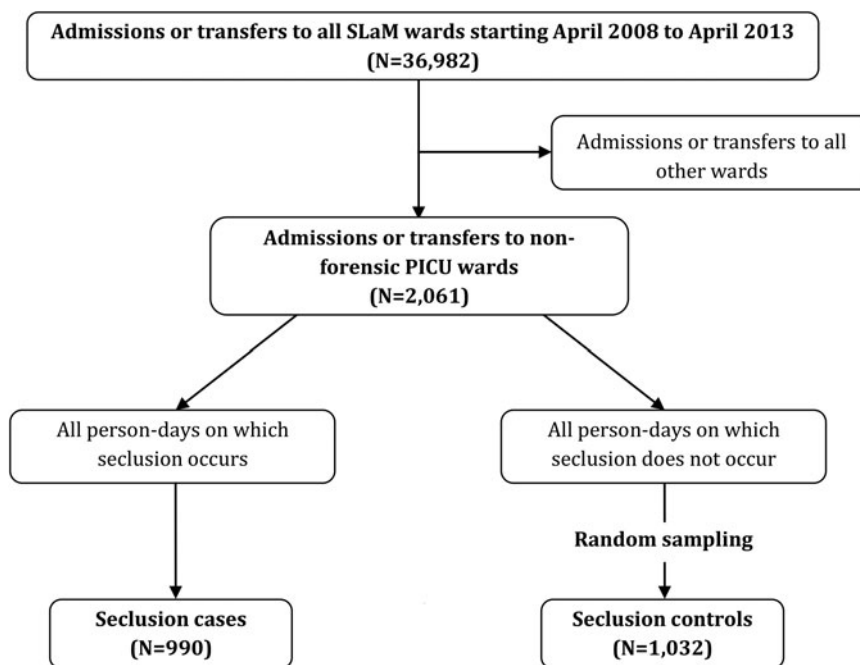 Admissions or transfers to all SLaM wards starting April 2008 to April 2013
(N=36,982)
Admissions or transfers to all
other wards
Admissions or transfers to non-
forensic PICU wards
(N=2,061)
All person-days on which
seclusion occurs
All person-days on which
seclusion does not occur
Random sampling
Seclusion cases
(N=990)
Seclusion controls
(N=1,032)